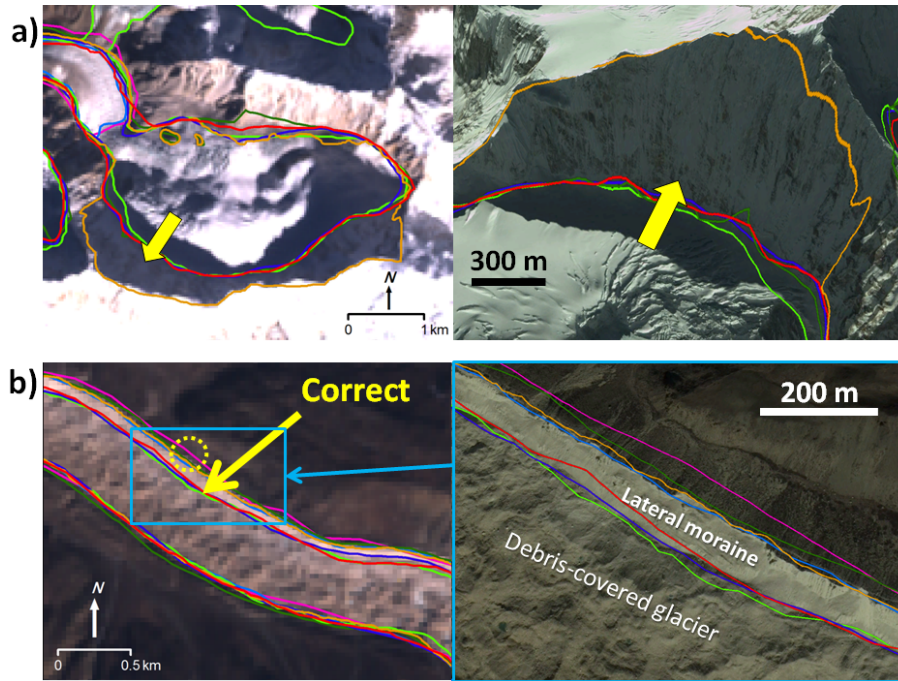 a)
300 m
N
0 1 km
b)
Correct
200 m
Lateral moraine
Debris-covered glacier
N
0 0.5 km